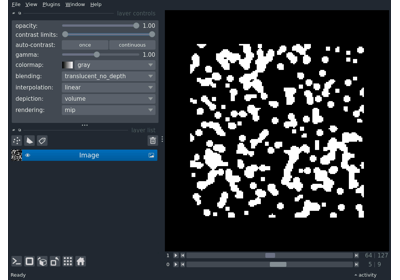 File View Plugins Window Help
layer controls
opacity: 1.00
contrast limits:
auto-contrast: once continuous
gamma: 1.00
colormap: gray
blending: translucent_no_depth
interpolation: linear
depiction: volume
rendering: mip
layer list
Image
1 64 127
0 5 9
Ready activity